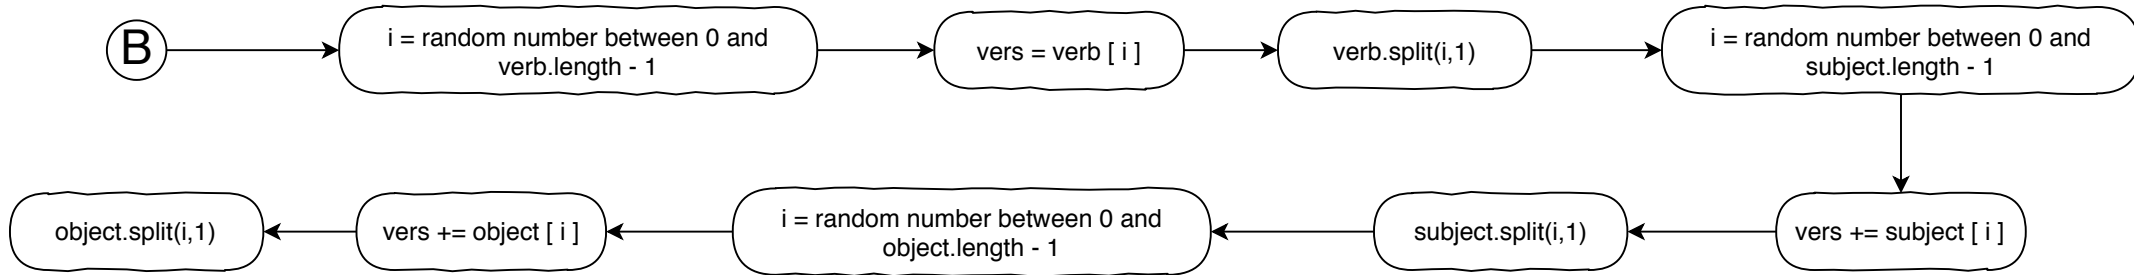 B
i = random number between 0 and
verb.length - 1
vers = verb [ i ]
verb.split(i,1)
i = random number between 0 and
subject.length - 1
vers += subject [ i ]
subject.split(i,1)
i = random number between 0 and
object.length - 1
vers += object [ i ]
object.split(i,1)